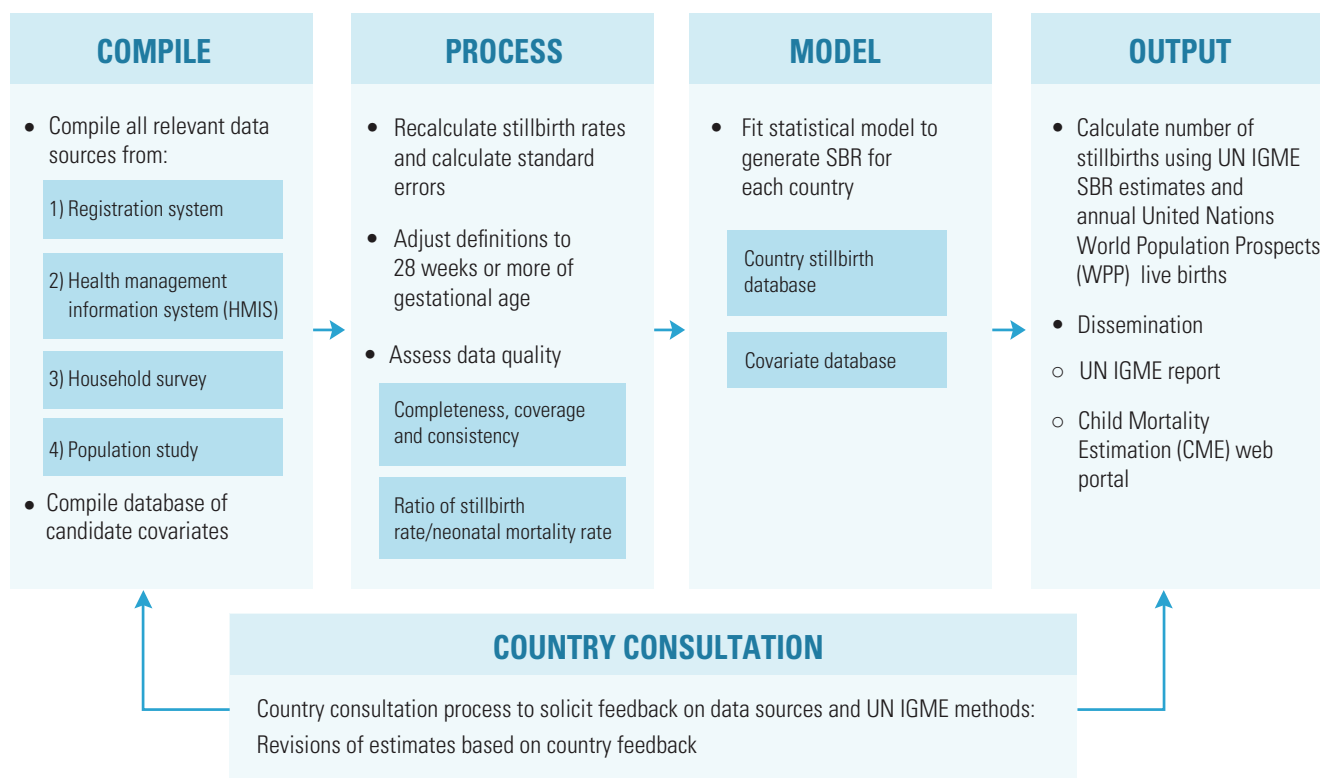 COMPILE
• Compile all relevant data
sources from:
1) Registration system
2) Health management
information system (HMIS)
3) Household survey
4) Population study
• Compile database of
candidate covariates
PROCESS
• Recalculate stillbirth rates
and calculate standard
errors
• Adjust definitions to
28 weeks or more of
gestational age
• Assess data quality
Completeness, coverage
and consistency
Ratio of stillbirth
rate/neonatal mortality rate
MODEL
• Fit statistical model to
generate SBR for
each country
Country stillbirth
database
Covariate database
OUTPUT
• Calculate number of
stillbirths using UN IGME
SBR estimates and
annual United Nations
World Population Prospects
(WPP) live births
• Dissemination
○ UN IGME report
○ Child Mortality
Estimation (CME) web
portal
COUNTRY CONSULTATION
Country consultation process to solicit feedback on data sources and UN IGME methods:
Revisions of estimates based on country feedback